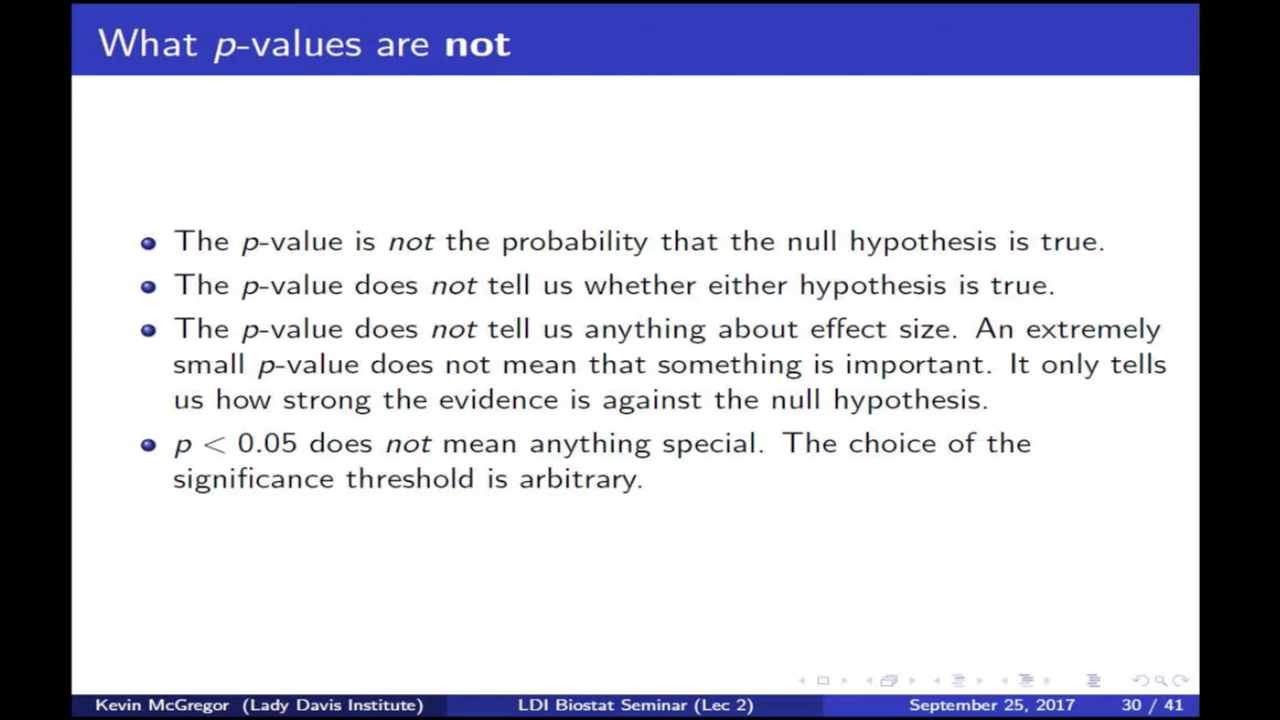 What p-values are not
The p-value is not the probability that the null hypothesis is true.
The p-value does not tell us whether either hypothesis is true.
The p-value does not tell us anything about effect size. An extremely
small p-value does not mean that something is important. It only tells
us how strong the evidence is against the null hypothesis.
p < 0.05 does not mean anything special. The choice of the
significance threshold is arbitrary.
Kevin McGregor (Lady Davis Institute) LDI Biostat Seminar (Lec 2) September 25, 2017 30 / 41